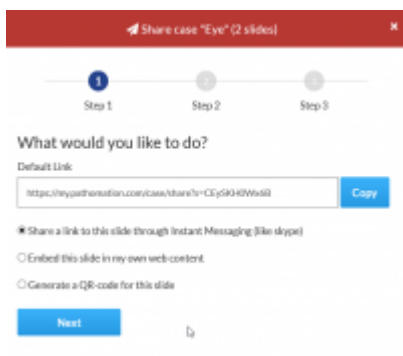 Share case "Eye" (2 slides)
×
1
2
3
Step 1
Step 2
Step 3
What would you like to do?
Default Link
Copy
Share a link to this slide through Instant Messaging (like skype)
Embed this slide in my own web content
Generate a QR-code for this slide
Next